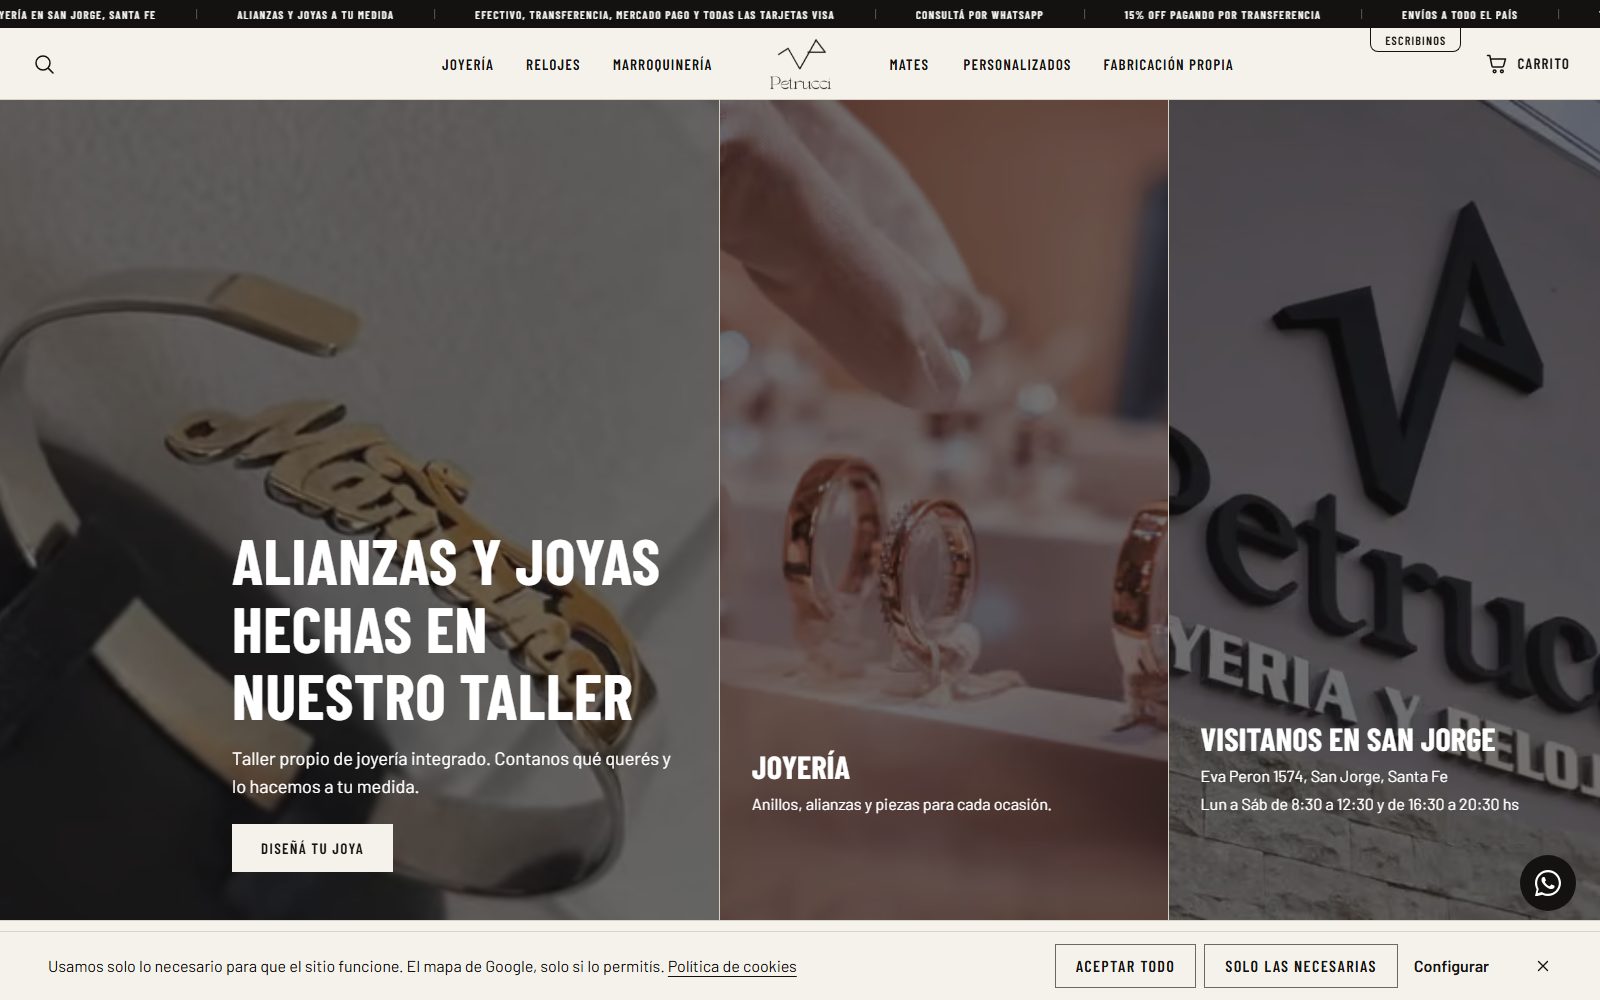 JOYERÍA EN SAN JORGE, SANTA FE
ALIANZAS Y JOYAS A TU MEDIDA
EFECTIVO, TRANSFERENCIA, MERCADO PAGO Y TODAS LAS TARJETAS VISA
CONSULTÁ POR WHATSAPP
15% OFF PAGANDO POR TRANSFERENCIA
ENVÍOS A TODO EL PAÍS
JOYERÍA
RELOJES
MARROQUINERÍA
Petrucci
MATES
PERSONALIZADOS
FABRICACIÓN PROPIA
ESCRIBINOS
CARRITO
ALIANZAS Y JOYAS
HECHAS EN
NUESTRO TALLER
Taller propio de joyería integrado. Contanos qué querés y
lo hacemos a tu medida.
DISEÑÁ TU JOYA
JOYERÍA
Anillos, alianzas y piezas para cada ocasión.
Petruc
YERIA Y RELOJ
VISITANOS EN SAN JORGE
Eva Peron 1574, San Jorge, Santa Fe
Lun a Sáb de 8:30 a 12:30 y de 16:30 a 20:30 hs
Usamos solo lo necesario para que el sitio funcione. El mapa de Google, solo si lo permitís. Política de cookies
ACEPTAR TODO
SOLO LAS NECESARIAS
Configurar